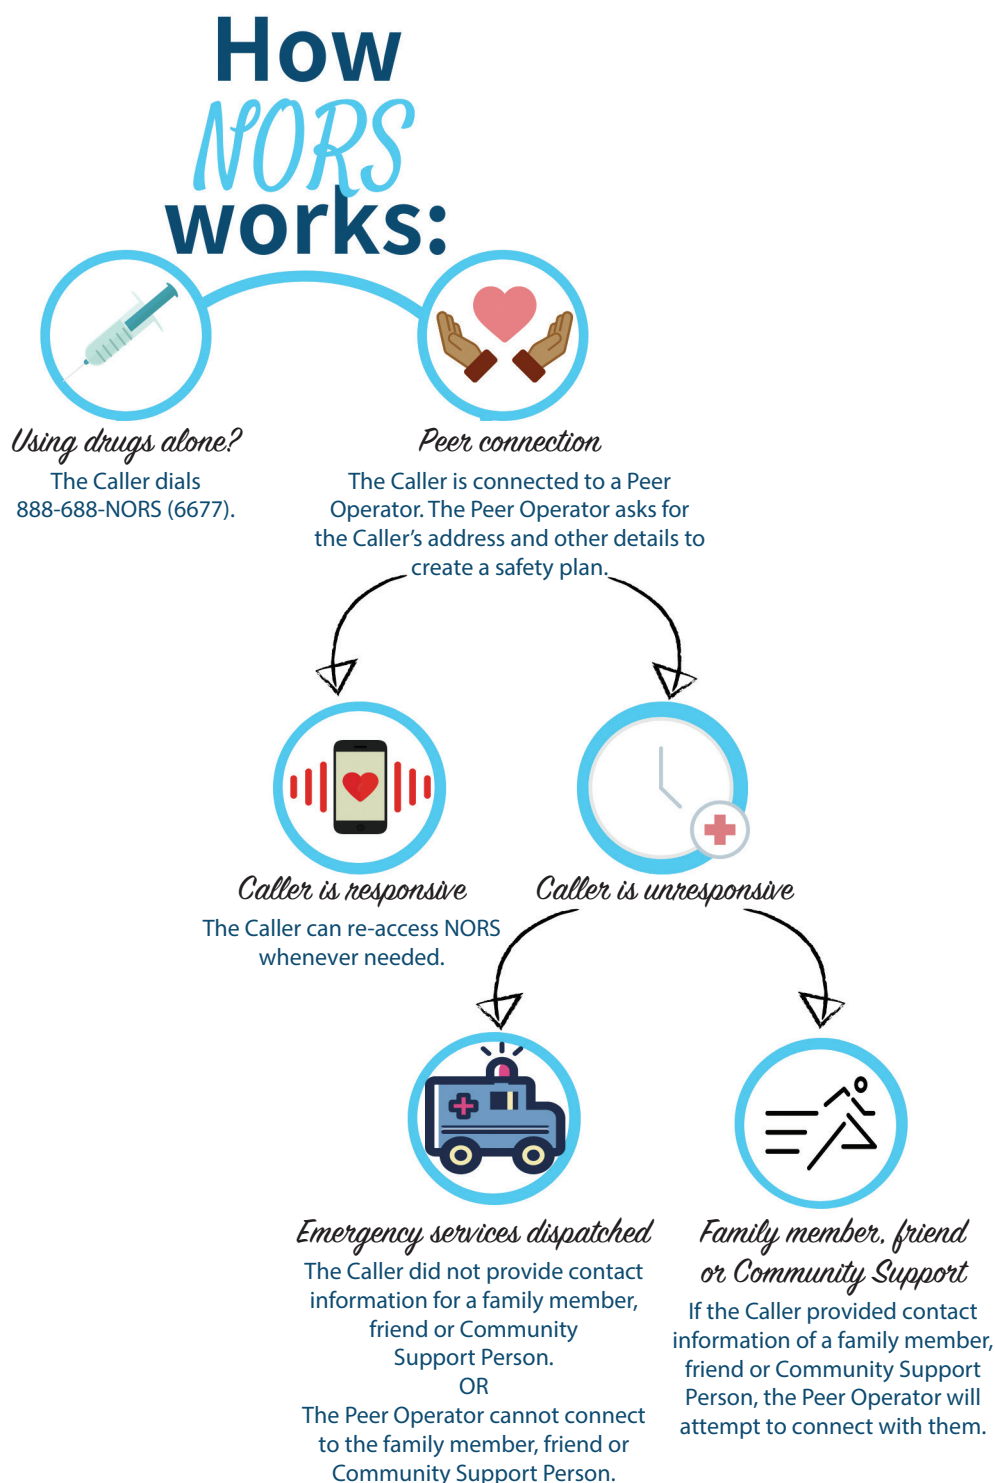 How
NORS
works:
Using drugs alone?
The Caller dials
888-688-NORS (6677).
Peer connection
The Caller is connected to a Peer
Operator. The Peer Operator asks for
the Caller’s address and other details to
create a safety plan.
Caller is responsive
The Caller can re-access NORS
whenever needed.
Caller is unresponsive
Emergency services dispatched
The Caller did not provide contact
information for a family member,
friend or Community
Support Person.
OR
The Peer Operator cannot connect
to the family member, friend or
Community Support Person.
Family member, friend
or Community Support
If the Caller provided contact
information of a family member,
friend or Community Support
Person, the Peer Operator will
attempt to connect with them.